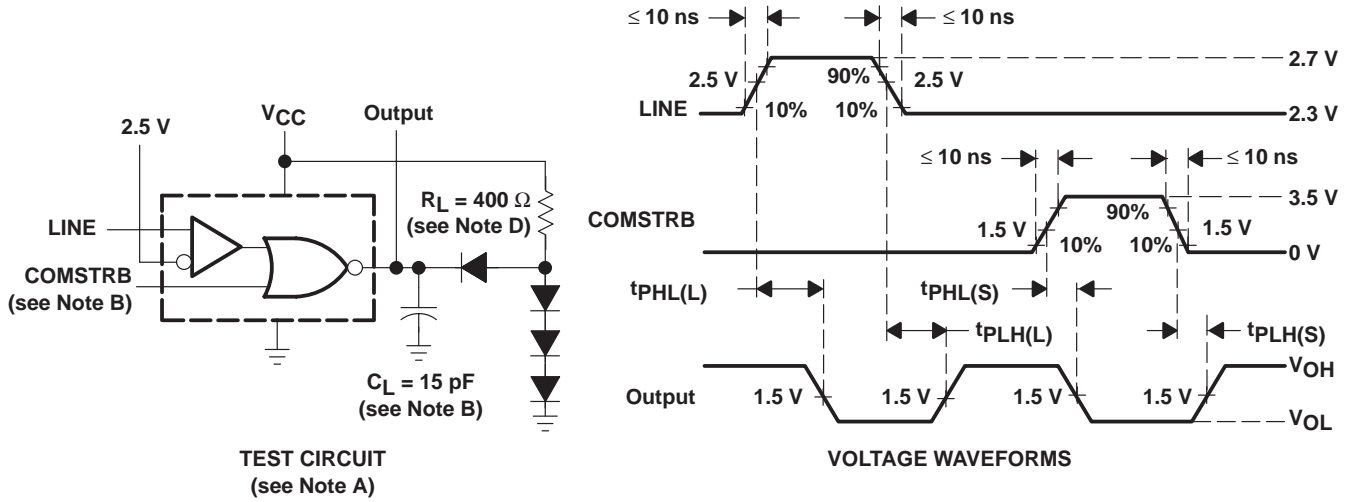 2.5 V
VCC
Output
LINE
COMSTRB
(see Note B)
RL = 400 Ω
(see Note D)
CL = 15 pF
(see Note B)
TEST CIRCUIT
(see Note A)
≤ 10 ns
≤ 10 ns
2.7 V
2.5 V
90%
2.5 V
LINE
10%
10%
2.3 V
≤ 10 ns
≤ 10 ns
3.5 V
COMSTRB
90%
1.5 V
1.5 V
10%
10%
0 V
tPHL(L)
tPHL(S)
tPLH(L)
tPLH(S)
VOH
Output
1.5 V
1.5 V
1.5 V
1.5 V
VOL
VOLTAGE WAVEFORMS